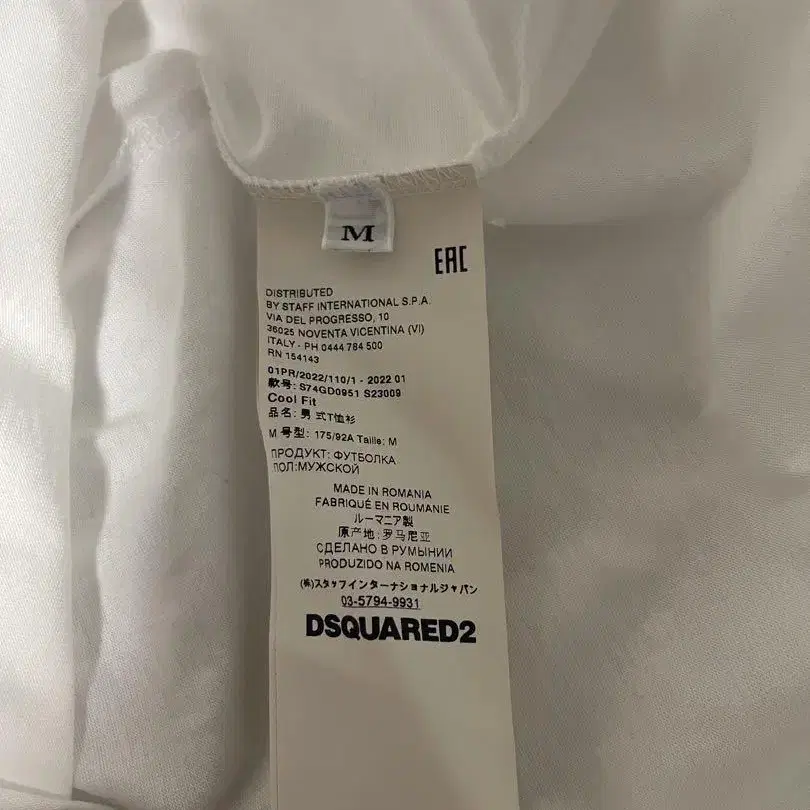 M
EAC
DISTRIBUTED
BY STAFF INTERNATIONAL S.P.A.
VIA DEL PROGRESSO, 10
36025 NOVENTA VICENTINA (VI)
ITALY - PH 0444 784 500
RN 154143
01PR/2022/110/1 - 2022 01
款号: S74GD0951 S23009
Cool Fit
品名: 男 式T恤衫
M 号型: 175/92A Taille: M
ПРОДУКТ: ФУТБОЛКА
ПОЛ:МУЖСКОЙ
MADE IN ROMANIA
FABRIQUÉ EN ROUMANIE
ルーマニア製
原产地: 罗马尼亚
СДЕЛАНО В РУМЫНИИ
PRODUZIDO NA ROMENIA
(株)スタッフインターナショナルジャパン
03-5794-9931
DSQUARED2